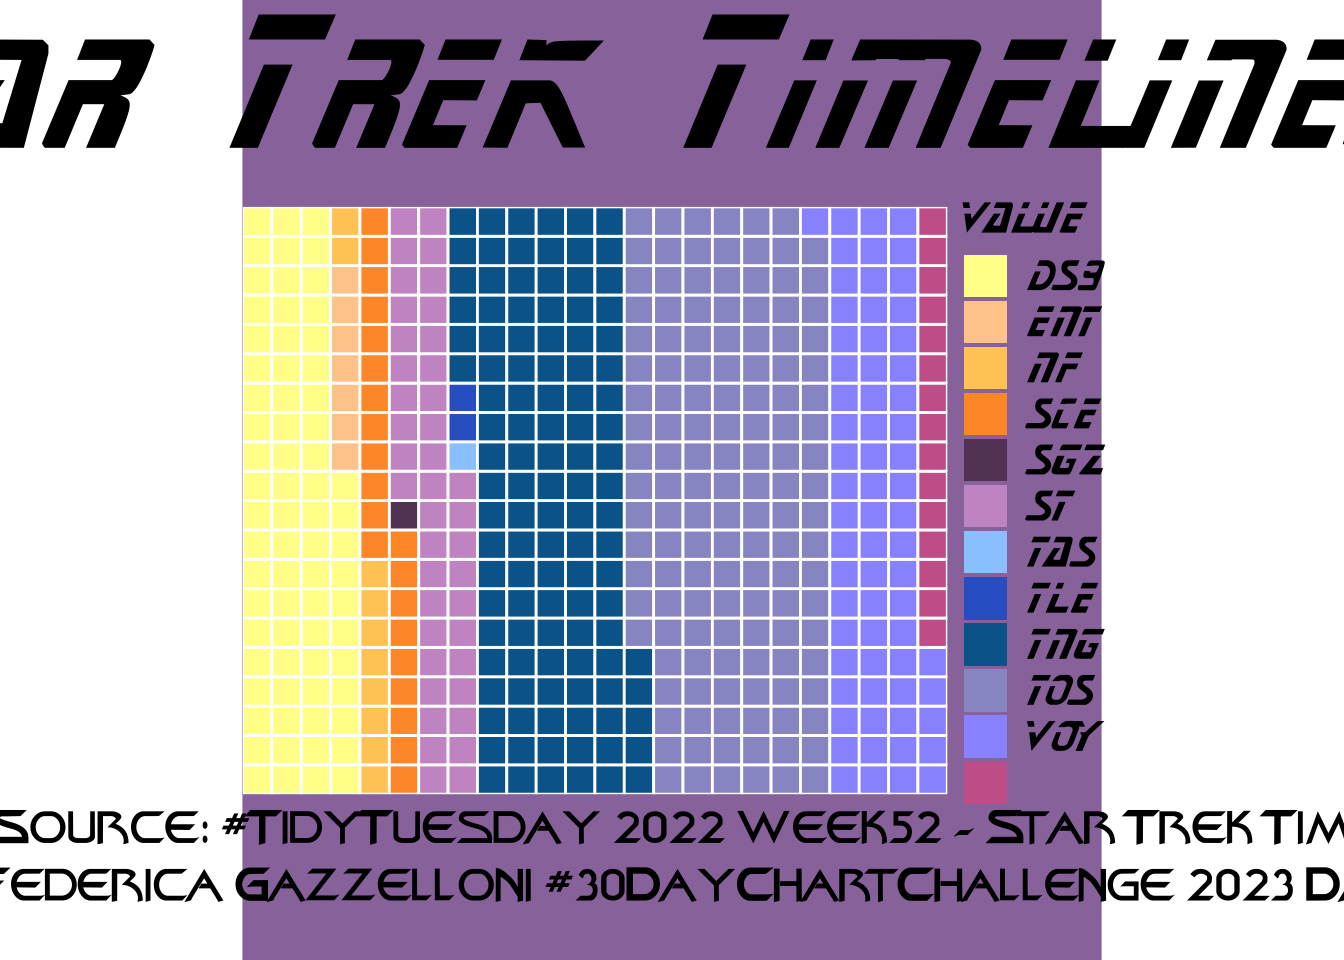 AR TREK TIMELINE
VALUE
DS9
ENT
NF
SCE
SGZ
ST
TAS
TLE
TNG
TOS
VOY
SOURCE: #TIDYTUESDAY 2022 WEEK52 - STAR TREK TIM
FEDERICA GAZZELLONI #30DAYCHARTCHALLENGE 2023 DA